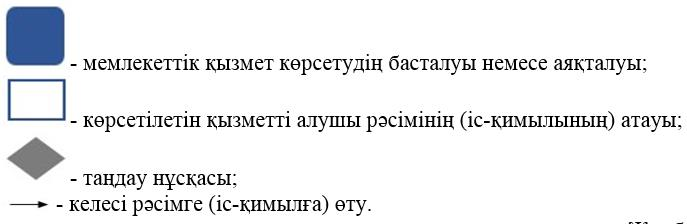 - мемлекеттік қызмет көрсетудің басталуы немесе аяқталуы;
- көрсетілетін қызметті алушы рәсімінің (іс-қимылының) атауы;
- таңдау нұсқасы;
- келесі рәсімге (іс-қимылға) өту.